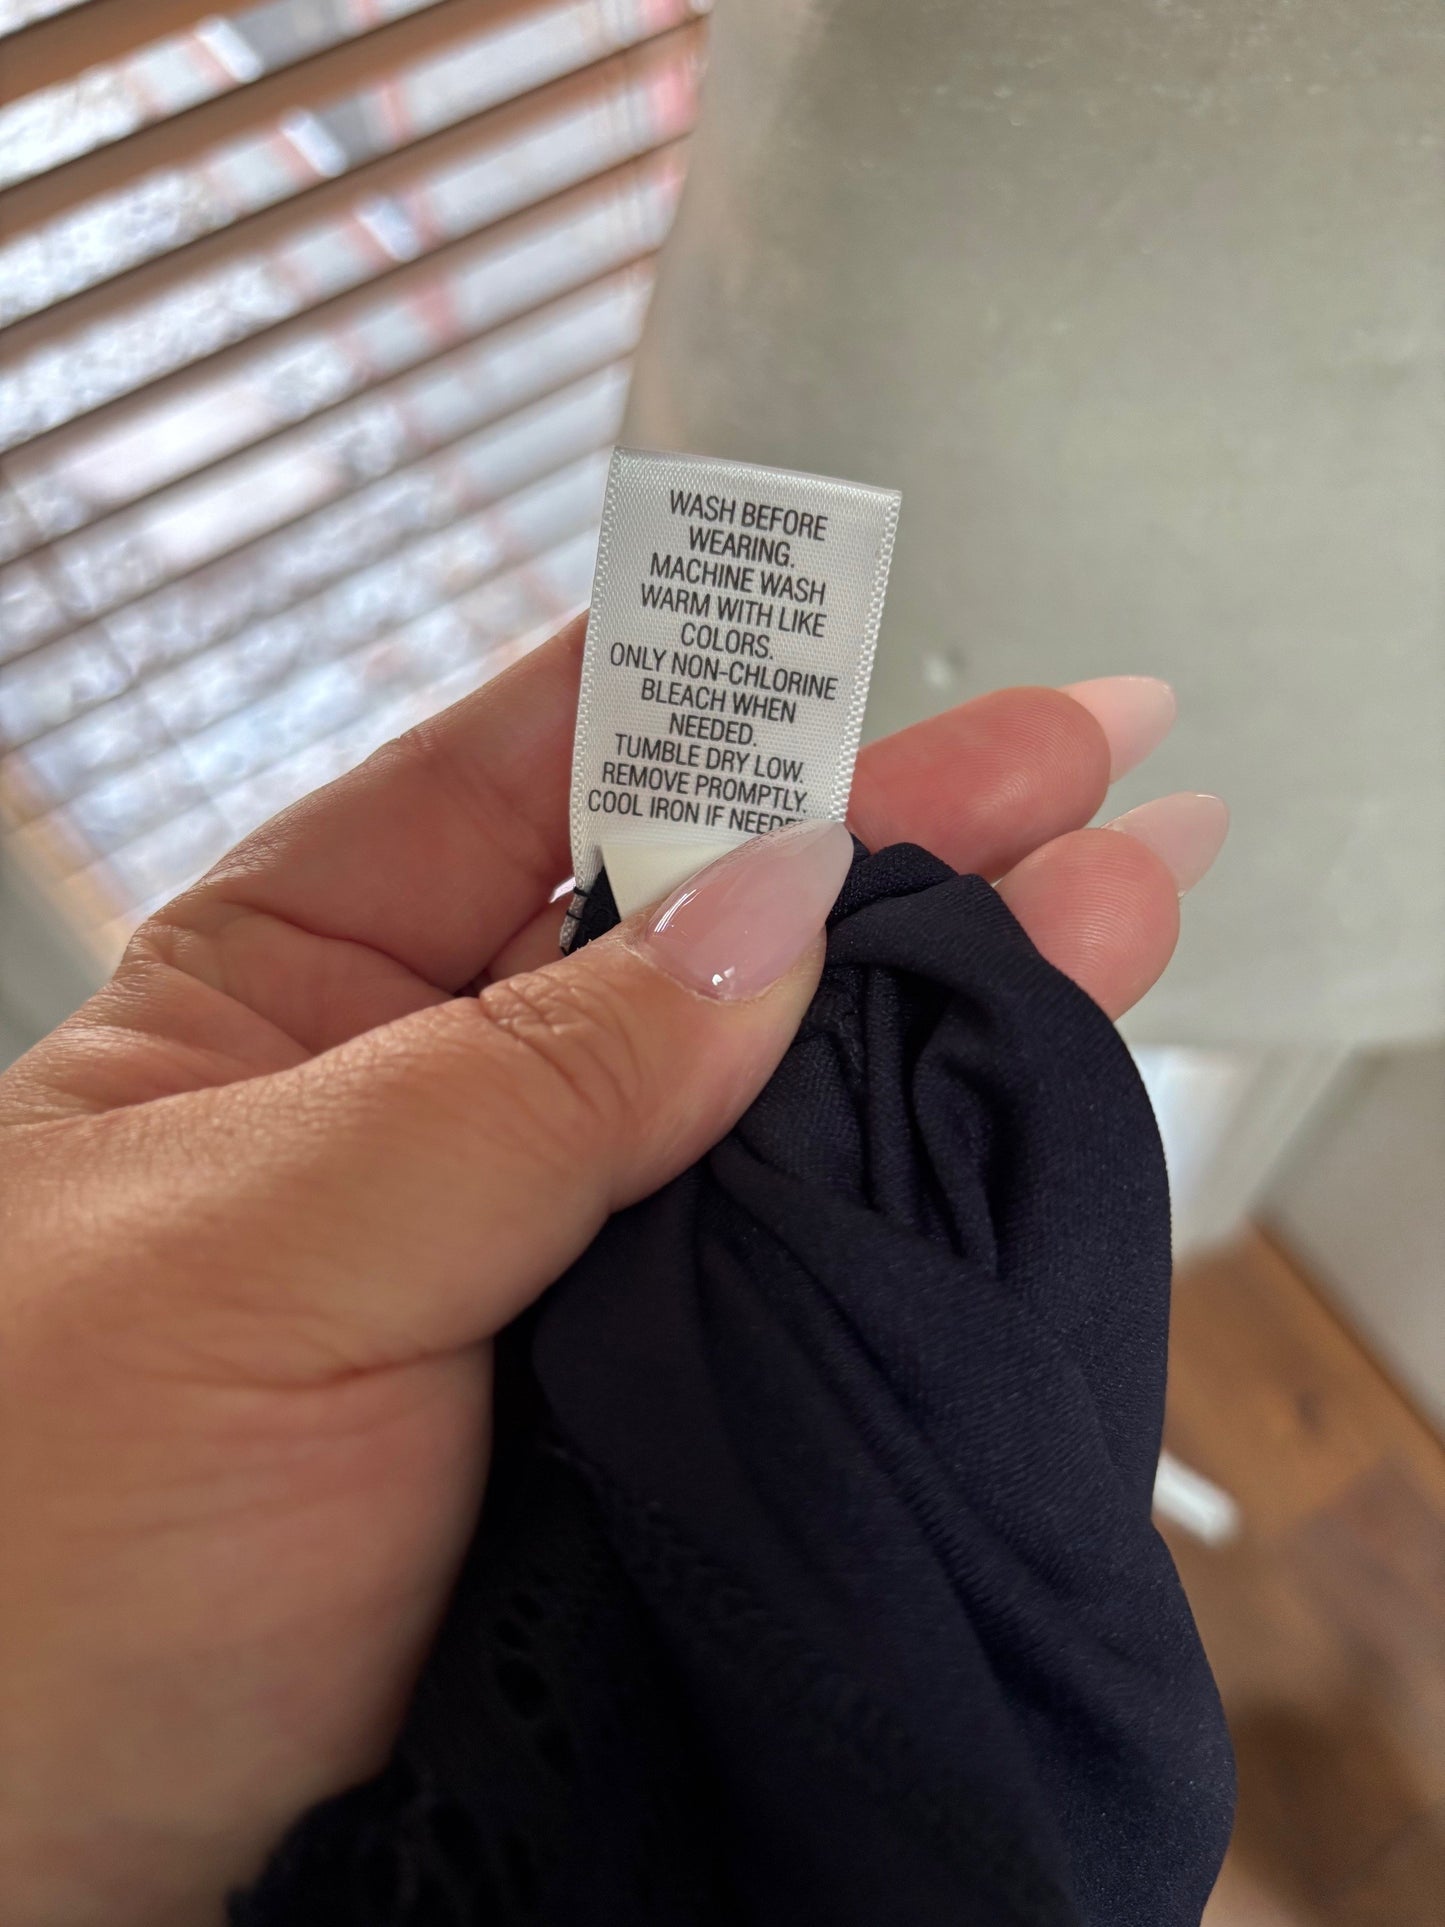 WASH BEFORE
WEARING.
MACHINE WASH
WARM WITH LIKE
COLORS.
ONLY NON-CHLORINE
BLEACH WHEN
NEEDED.
TUMBLE DRY LOW.
REMOVE PROMPTLY.
COOL IRON IF